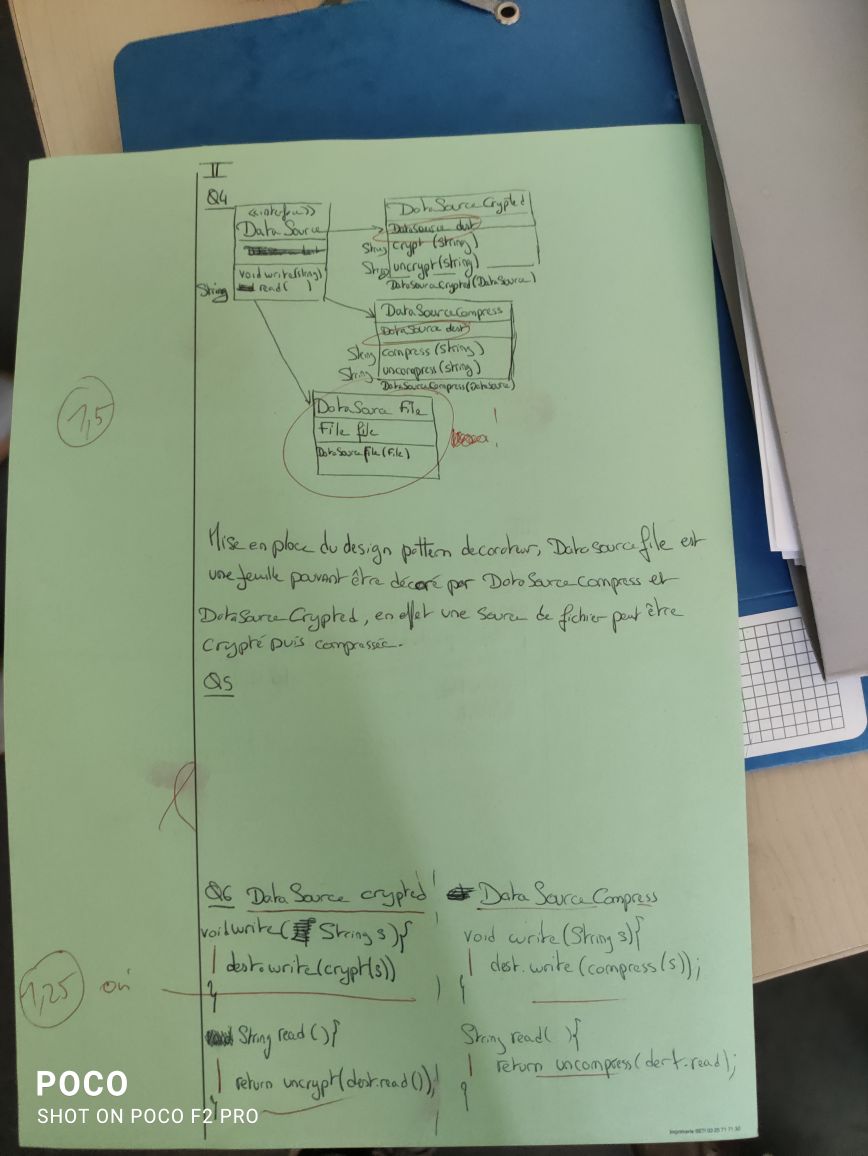 II
Q4
<<interface>>
DataSource
void write(string)
String read( )
DataSourceCrypted
DataSource dest
String crypt(string)
String uncrypt(string)
DataSourceCrypted(DataSource)
DataSourceCompress
DataSource dest
String compress(String)
String uncompress(string)
DataSourceCompress(DataSource)
DataSource File
File file
DataSourceFile(File)
!
1,5
Mise en place du design pattern decorateur, Datasourcefile est
une feuille pouvant être décoré par DataSourceCompress et
DataSourceCrypted, en effet une source de fichier peut être
Crypté puis compressée.
Q5
Q6 DataSource crypted
void write( String s){
dest.write(crypt(s))
}
String read(){
return uncrypt(dest.read());
}
DataSourceCompress
void write(String s){
dest.write(compress(s));
}
String read( ){
return uncompress(dest.read);
}
1,25 oui
POCO
SHOT ON POCO F2 PRO